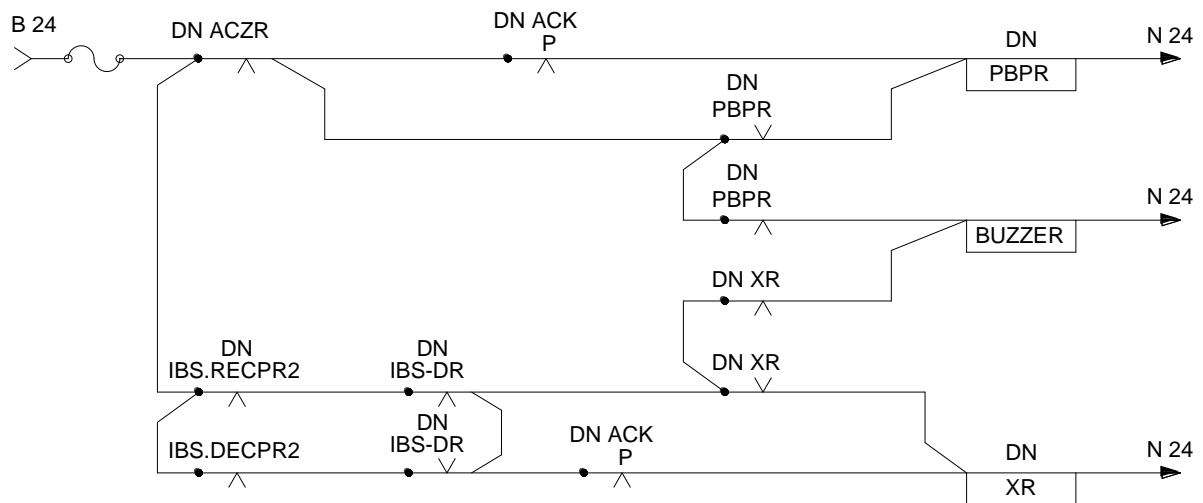 B 24
DN ACZR
DN ACK
P
DN
PBPR
N 24
DN
PBPR
DN
PBPR
N 24
BUZZER
DN XR
DN
IBS.RECPR2
DN
IBS-DR
DN XR
IBS.DECPR2
DN
IBS-DR
DN ACK
P
DN
XR
N 24